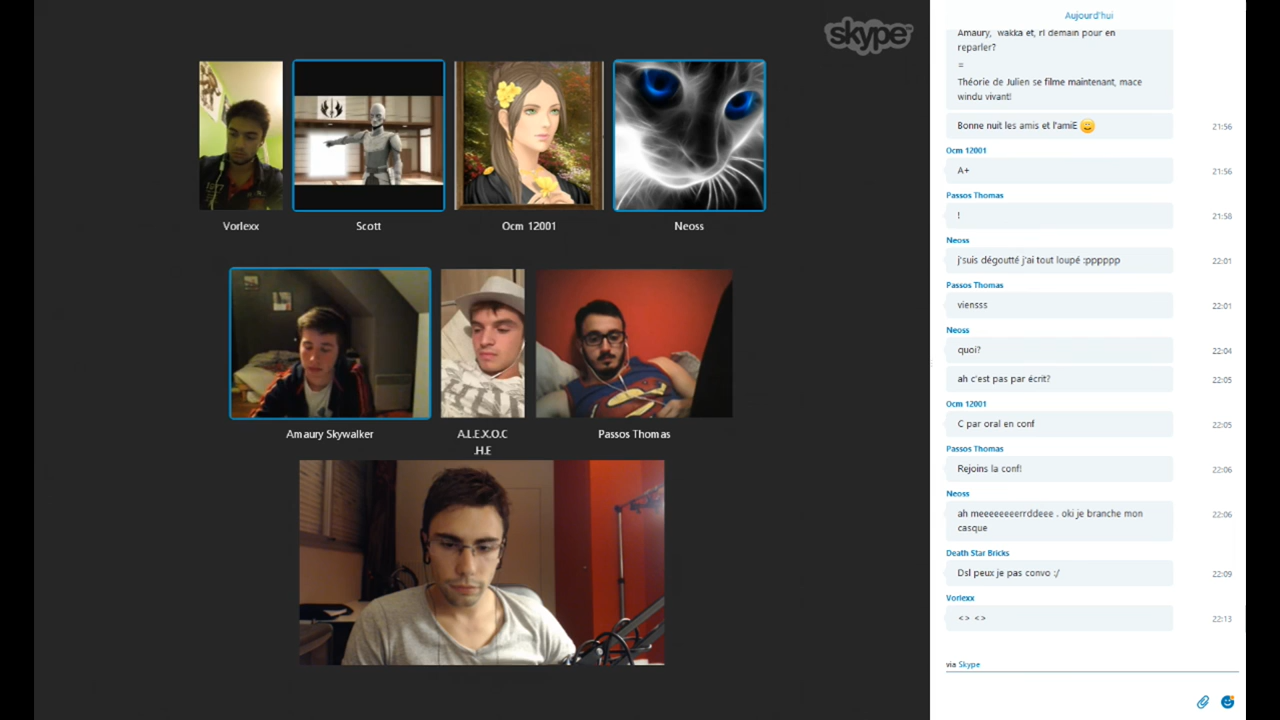 skype
Vorlexx
Scott
Ocm 12001
Neoss
Amaury Skywalker
A.L.E.X.O.C
.H.E
Passos Thomas
Aujourd'hui
Amaury, wakka et, rl demain pour en
reparler?
=
Théorie de Julien se filme maintenant, mace
windu vivant!
Bonne nuit les amis et l'amiE
21:56
Ocm 12001
A+
21:56
Passos Thomas
!
21:58
Neoss
j'suis dégoutté j'ai tout loupé :pppppp
22:01
Passos Thomas
viensss
22:01
Neoss
quoi?
22:04
ah c'est pas par écrit?
22:05
Ocm 12001
C par oral en conf
22:05
Passos Thomas
Rejoins la conf!
22:06
Neoss
ah meeeeeeerrddeee . oki je branche mon
casque
22:06
Death Star Bricks
Dsl peux je pas convo :/
22:09
Vorlexx
<> <>
22:13
via Skype